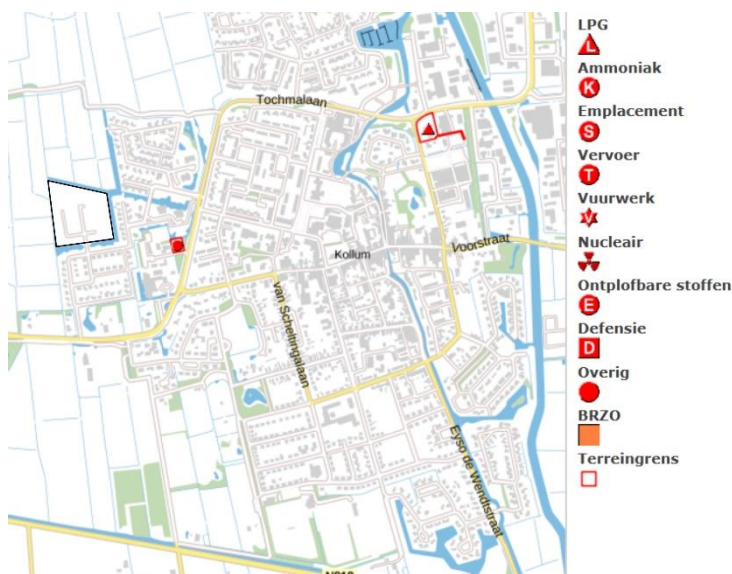 Tochmalaan
Voorstraat
Kollum
van Scheltingalaan
Eyso de Wendtstraat
LPG
L
Ammoniak
K
Emplacement
S
Vervoer
T
Vuurwerk
V
Nucleair
Ontplofbare stoffen
E
Defensie
D
Overig
BRZO
Terreingrens